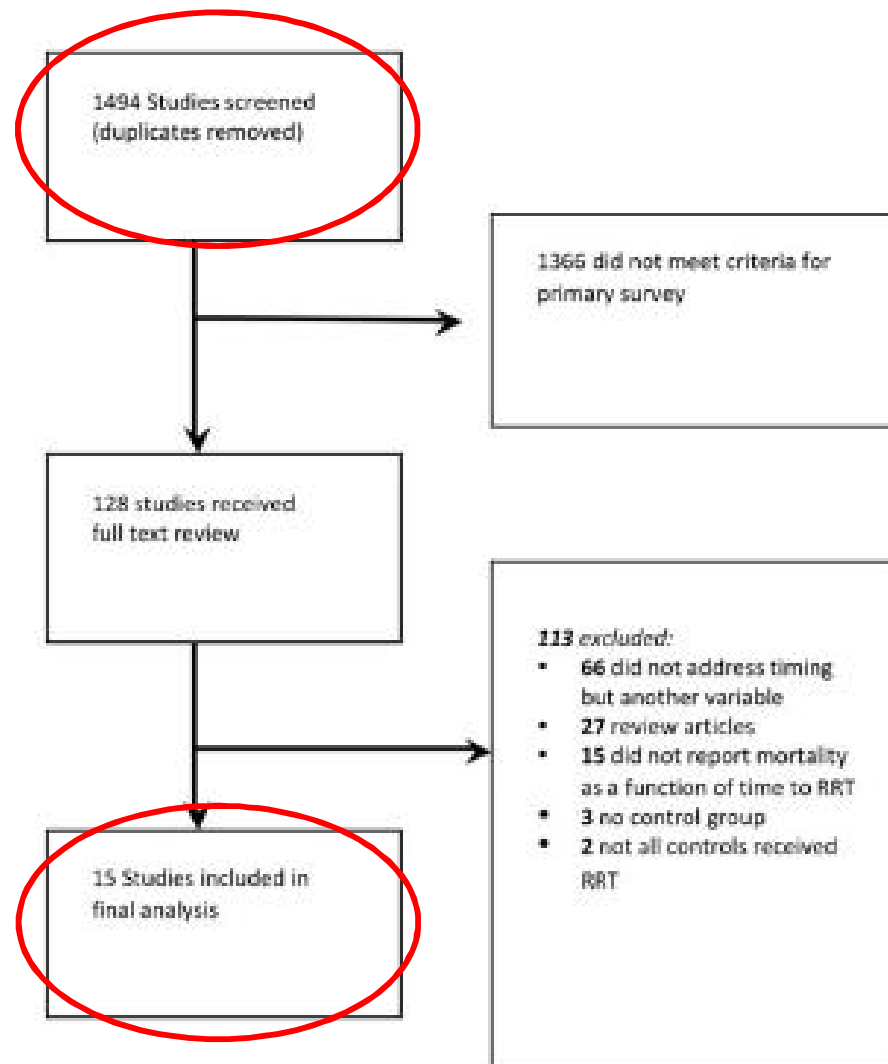 1494 Studies screened
(duplicates removed)
1366 did not meet criteria for
primary survey
128 studies received
full text review
113 excluded:
• 66 did not address timing
but another variable
• 27 review articles
• 15 did not report mortality
as a function of time to RRT
• 3 no control group
• 2 not all controls received
RRT
15 Studies included in
final analysis